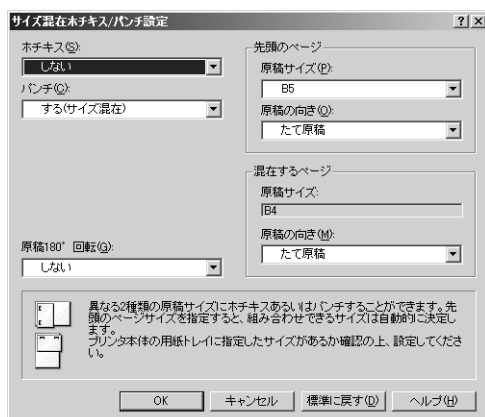 サイズ混在ホチキス/パンチ設定
ホチキス(S):
しない
パンチ(C):
する(サイズ混在)
原稿180° 回転(G):
しない
先頭のページ
原稿サイズ(P):
B5
原稿の向き(O):
たて原稿
混在するページ
原稿サイズ:
B4
原稿の向き(M):
たて原稿
異なる2種類の原稿サイズにホチキスあるいはパンチすることができます。先
頭のページサイズを指定すると、組み合わせできるサイズは自動的に決定し
ます。
プリンタ本体の用紙トレイに指定したサイズがあるか確認の上、設定してくださ
い。
OK
キャンセル
標準に戻す(D)
ヘルプ(H)